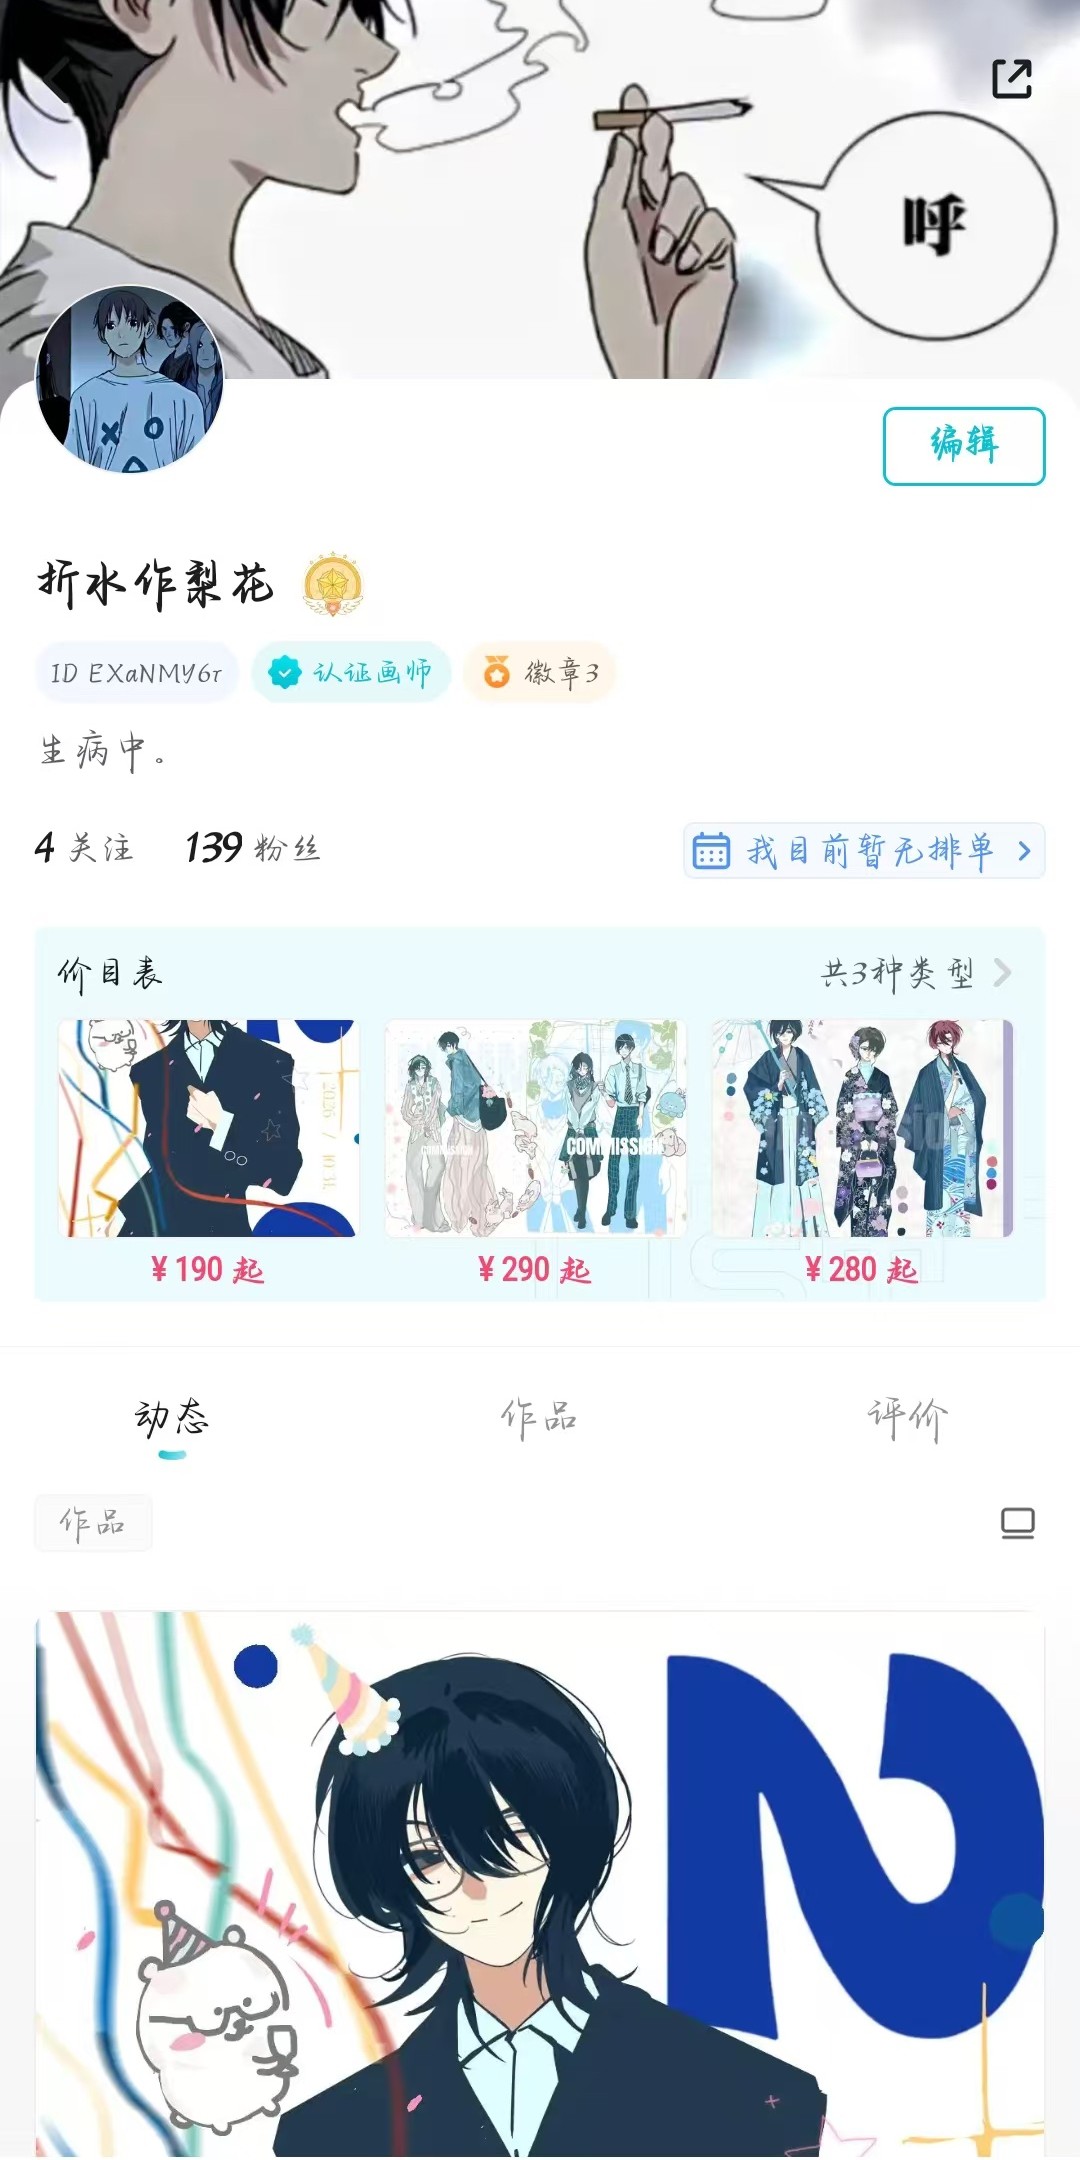 呼
编辑
折水作梨花
ID EXaNMY6r 认证画师 徽章3
生病中。
4 关注 139 粉丝 我目前暂无排单
价目表 共3种类型
COMMISSION
COMMISSION
¥190 起 ¥290 起 ¥280 起
动态 作品 评价
作品